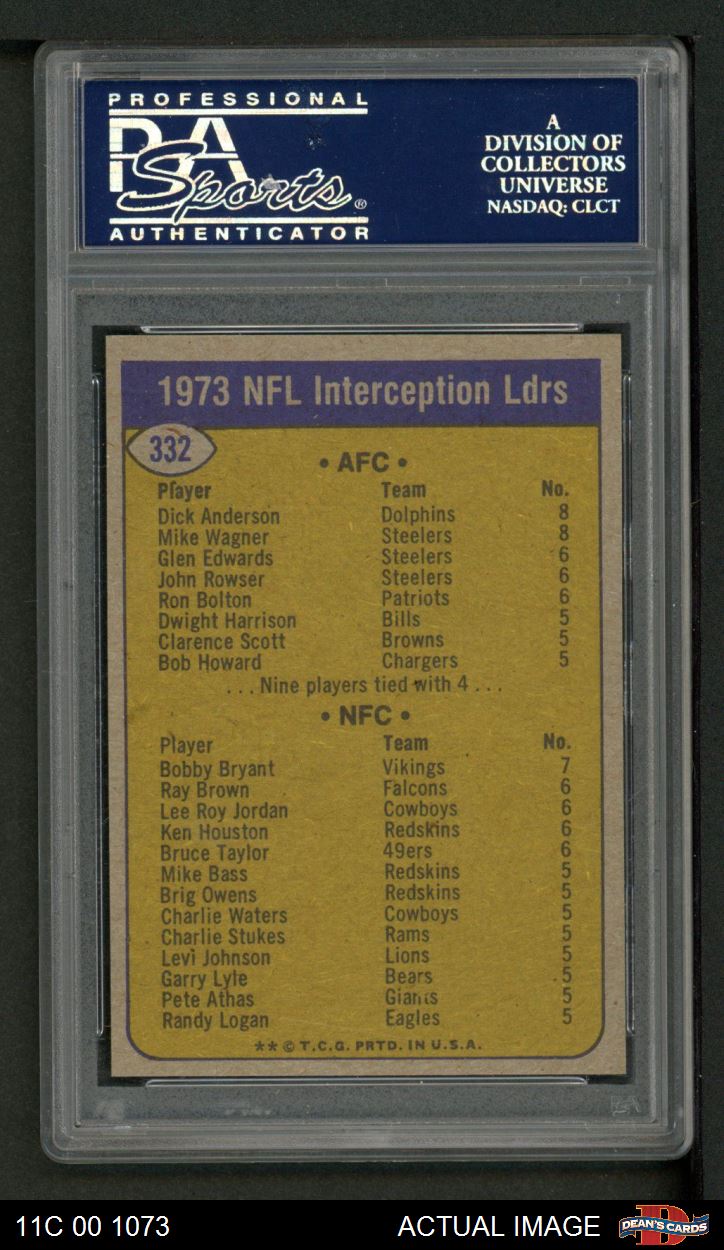 PROFESSIONAL
PSA
Sports®
AUTHENTICATOR
A
DIVISION OF
COLLECTORS
UNIVERSE
NASDAQ: CLCT
1973 NFL Interception Ldrs
332
• AFC •
Player Team No.
Dick Anderson Dolphins 8
Mike Wagner Steelers 8
Glen Edwards Steelers 6
John Rowser Steelers 6
Ron Bolton Patriots 6
Dwight Harrison Bills 5
Clarence Scott Browns 5
Bob Howard Chargers 5
...Nine players tied with 4...
• NFC •
Player Team No.
Bobby Bryant Vikings 7
Ray Brown Falcons 6
Lee Roy Jordan Cowboys 6
Ken Houston Redskins 6
Bruce Taylor 49ers 6
Mike Bass Redskins 5
Brig Owens Redskins 5
Charlie Waters Cowboys 5
Charlie Stukes Rams 5
Levi Johnson Lions 5
Garry Lyle Bears 5
Pete Athas Giants 5
Randy Logan Eagles 5
** © T.C.G. PRTD. IN U.S.A.
11C 00 1073 ACTUAL IMAGE
DEAN'S CARDS